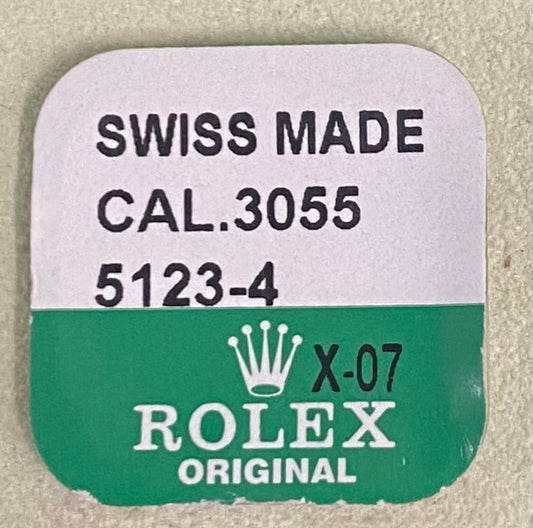 SWISS MADE
CAL.3055
5123-4
X-07
ROLEX
ORIGINAL